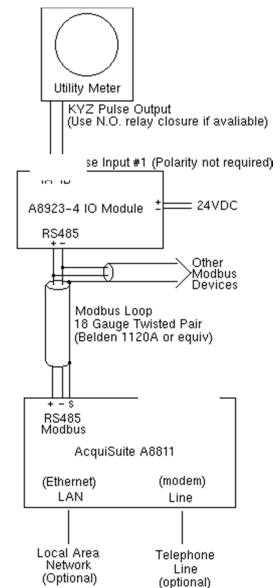 Utility Meter
KYZ Pulse Output
(Use N.O. relay closure if avaliable)
Input #1 (Polarity not required)
A8923-4 IO Module
+
-
24VDC
RS485
+ -
Other
Modbus
Devices
Modbus Loop
18 Gauge Twisted Pair
(Belden 1120A or equiv)
+ - S
RS485
Modbus
AcquiSuite A8811
(Ethernet)
LAN
(modem)
Line
Local Area
Network
(Optional)
Telephone
Line
(optional)